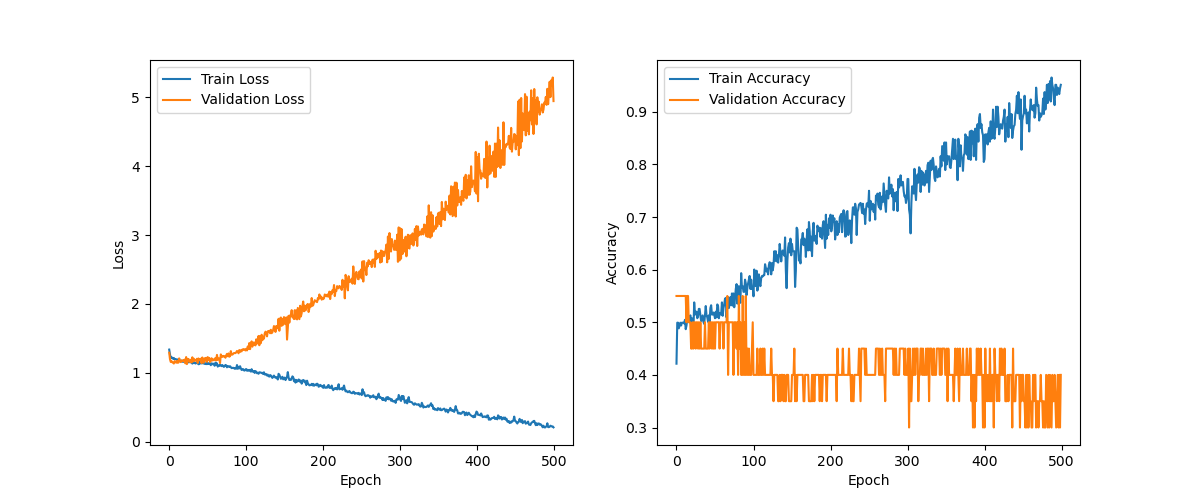 Train Loss
Validation Loss
5
4
3
2
1
0
Loss
0 100 200 300 400 500
Epoch
Train Accuracy
Validation Accuracy
0.9
0.8
0.7
0.6
0.5
0.4
0.3
Accuracy
0 100 200 300 400 500
Epoch